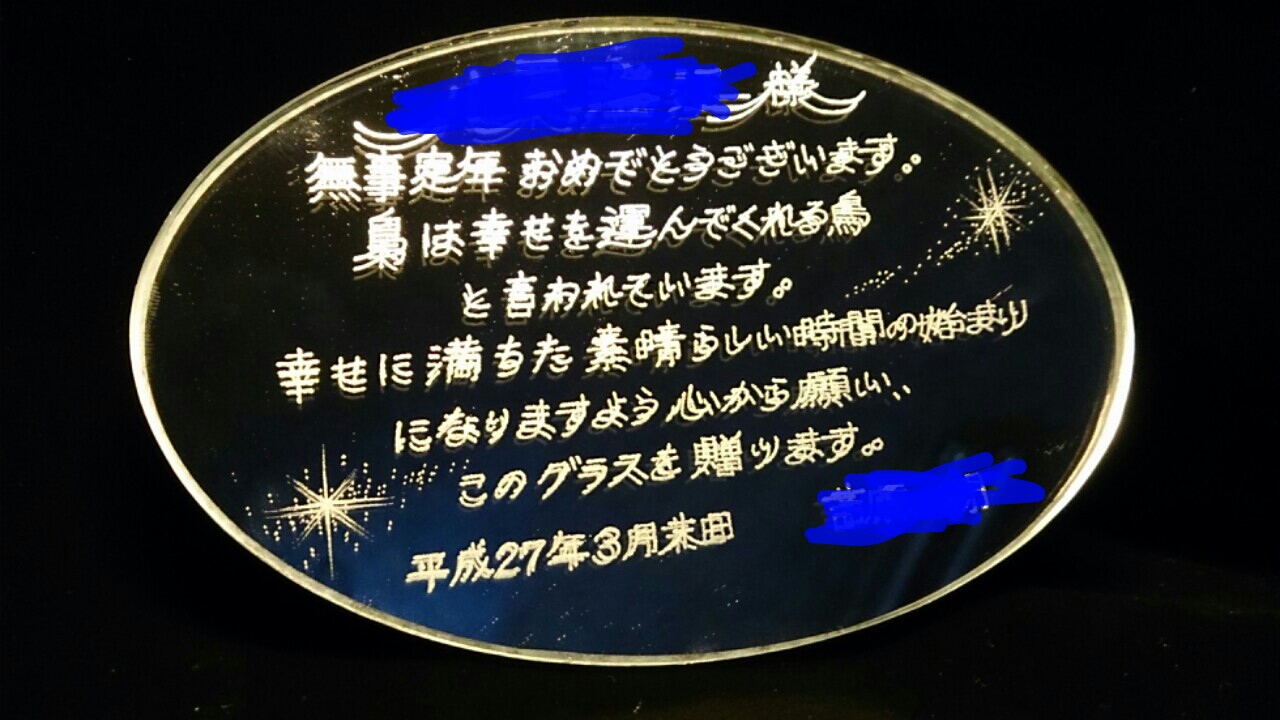 様
無事定年おめでとうございます。
梟は幸せを運んでくれる鳥
と言われています。
幸せに満ちた素晴らしい時間の始まり
になりますよう心から願い、
このグラスを贈ります。
平成27年3月末日